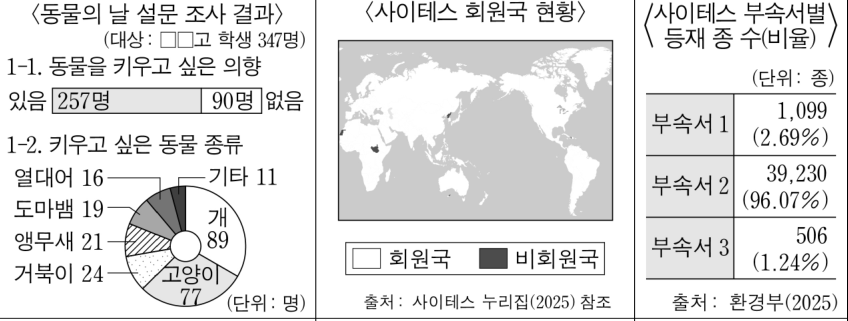 〈동물의 날 설문 조사 결과〉
(대상: □□고 학생 347명)
1-1. 동물을 키우고 싶은 의향
있음 257명 90명 없음
1-2. 키우고 싶은 동물 종류
열대어 16
기타 11
도마뱀 19
개
89
앵무새 21
거북이 24
고양이
77
(단위: 명)
〈사이테스 회원국 현황〉
회원국 비회원국
출처: 사이테스 누리집(2025) 참조
〈사이테스 부속서별
등재 종 수(비율)〉
(단위: 종)
부속서 1
1,099
(2.69%)
부속서 2
39,230
(96.07%)
부속서 3
506
(1.24%)
출처: 환경부(2025)